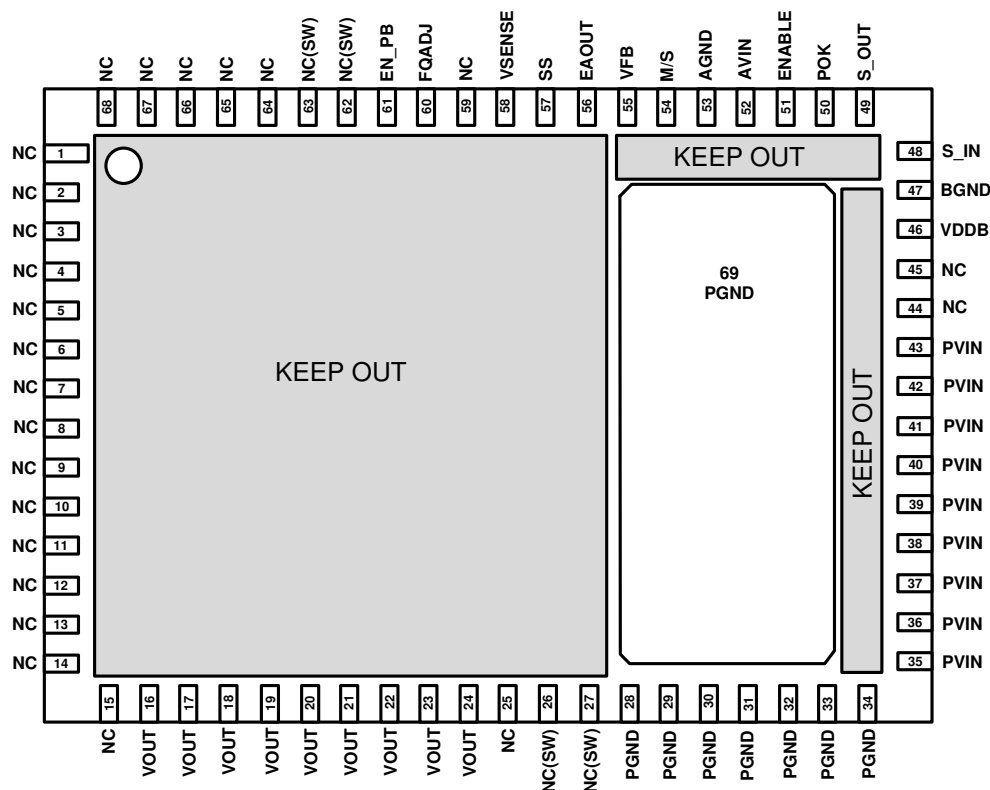 NC NC NC NC NC NC(SW) NC(SW) EN_PB FQADJ NC VSENSE SS EAOUT VFB M/S AGND AVIN ENABLE POK S_OUT
68 67 66 65 64 63 62 61 60 59 58 57 56 55 54 53 52 51 50 49
NC 1
NC 2
NC 3
NC 4
NC 5
NC 6
NC 7
NC 8
NC 9
NC 10
NC 11
NC 12
NC 13
NC 14
KEEP OUT
KEEP OUT
69
PGND
KEEP OUT
48 S_IN
47 BGND
46 VDDB
45 NC
44 NC
43 PVIN
42 PVIN
41 PVIN
40 PVIN
39 PVIN
38 PVIN
37 PVIN
36 PVIN
35 PVIN
15 16 17 18 19 20 21 22 23 24 25 26 27 28 29 30 31 32 33 34
NC VOUT VOUT VOUT VOUT VOUT VOUT VOUT VOUT VOUT NC NC(SW) NC(SW) PGND PGND PGND PGND PGND PGND PGND